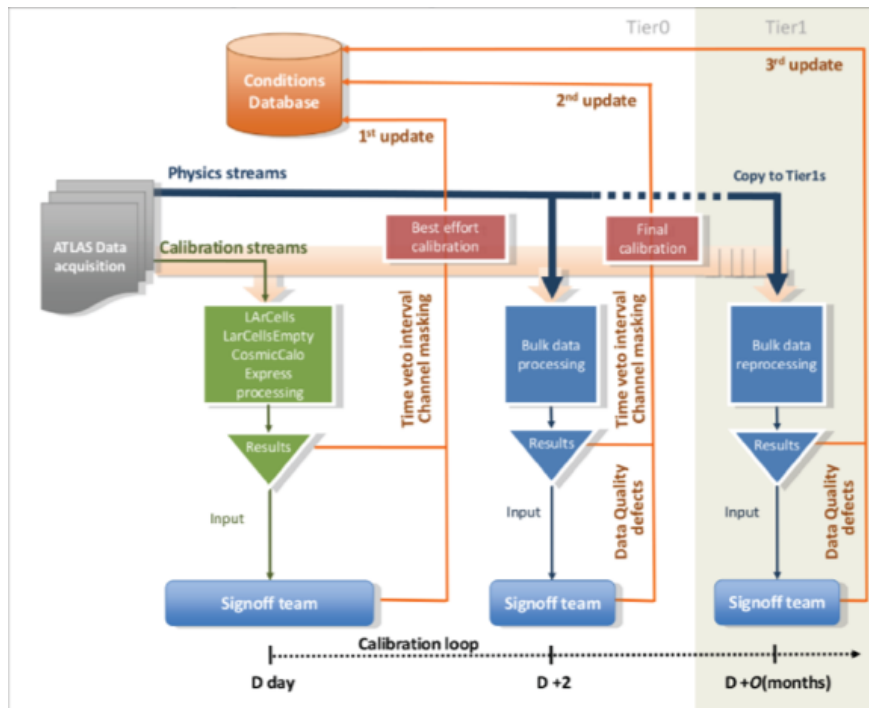 Tier0
Tier1
Conditions
Database
3rd update
2nd update
1st update
Physics streams
Copy to Tier1s
ATLAS Data
acquisition
Calibration streams
Best effort
calibration
Final
calibration
LArCells
LarCellsEmpty
CosmicCalo
Express
processing
Bulk data
processing
Bulk data
reprocessing
Time veto interval
Channel masking
Time veto interval
Channel masking
Results
Results
Results
Data Quality
defects
Data Quality
defects
Input
Input
Input
Signoff team
Signoff team
Signoff team
Calibration loop
D day
D +2
D +O(months)